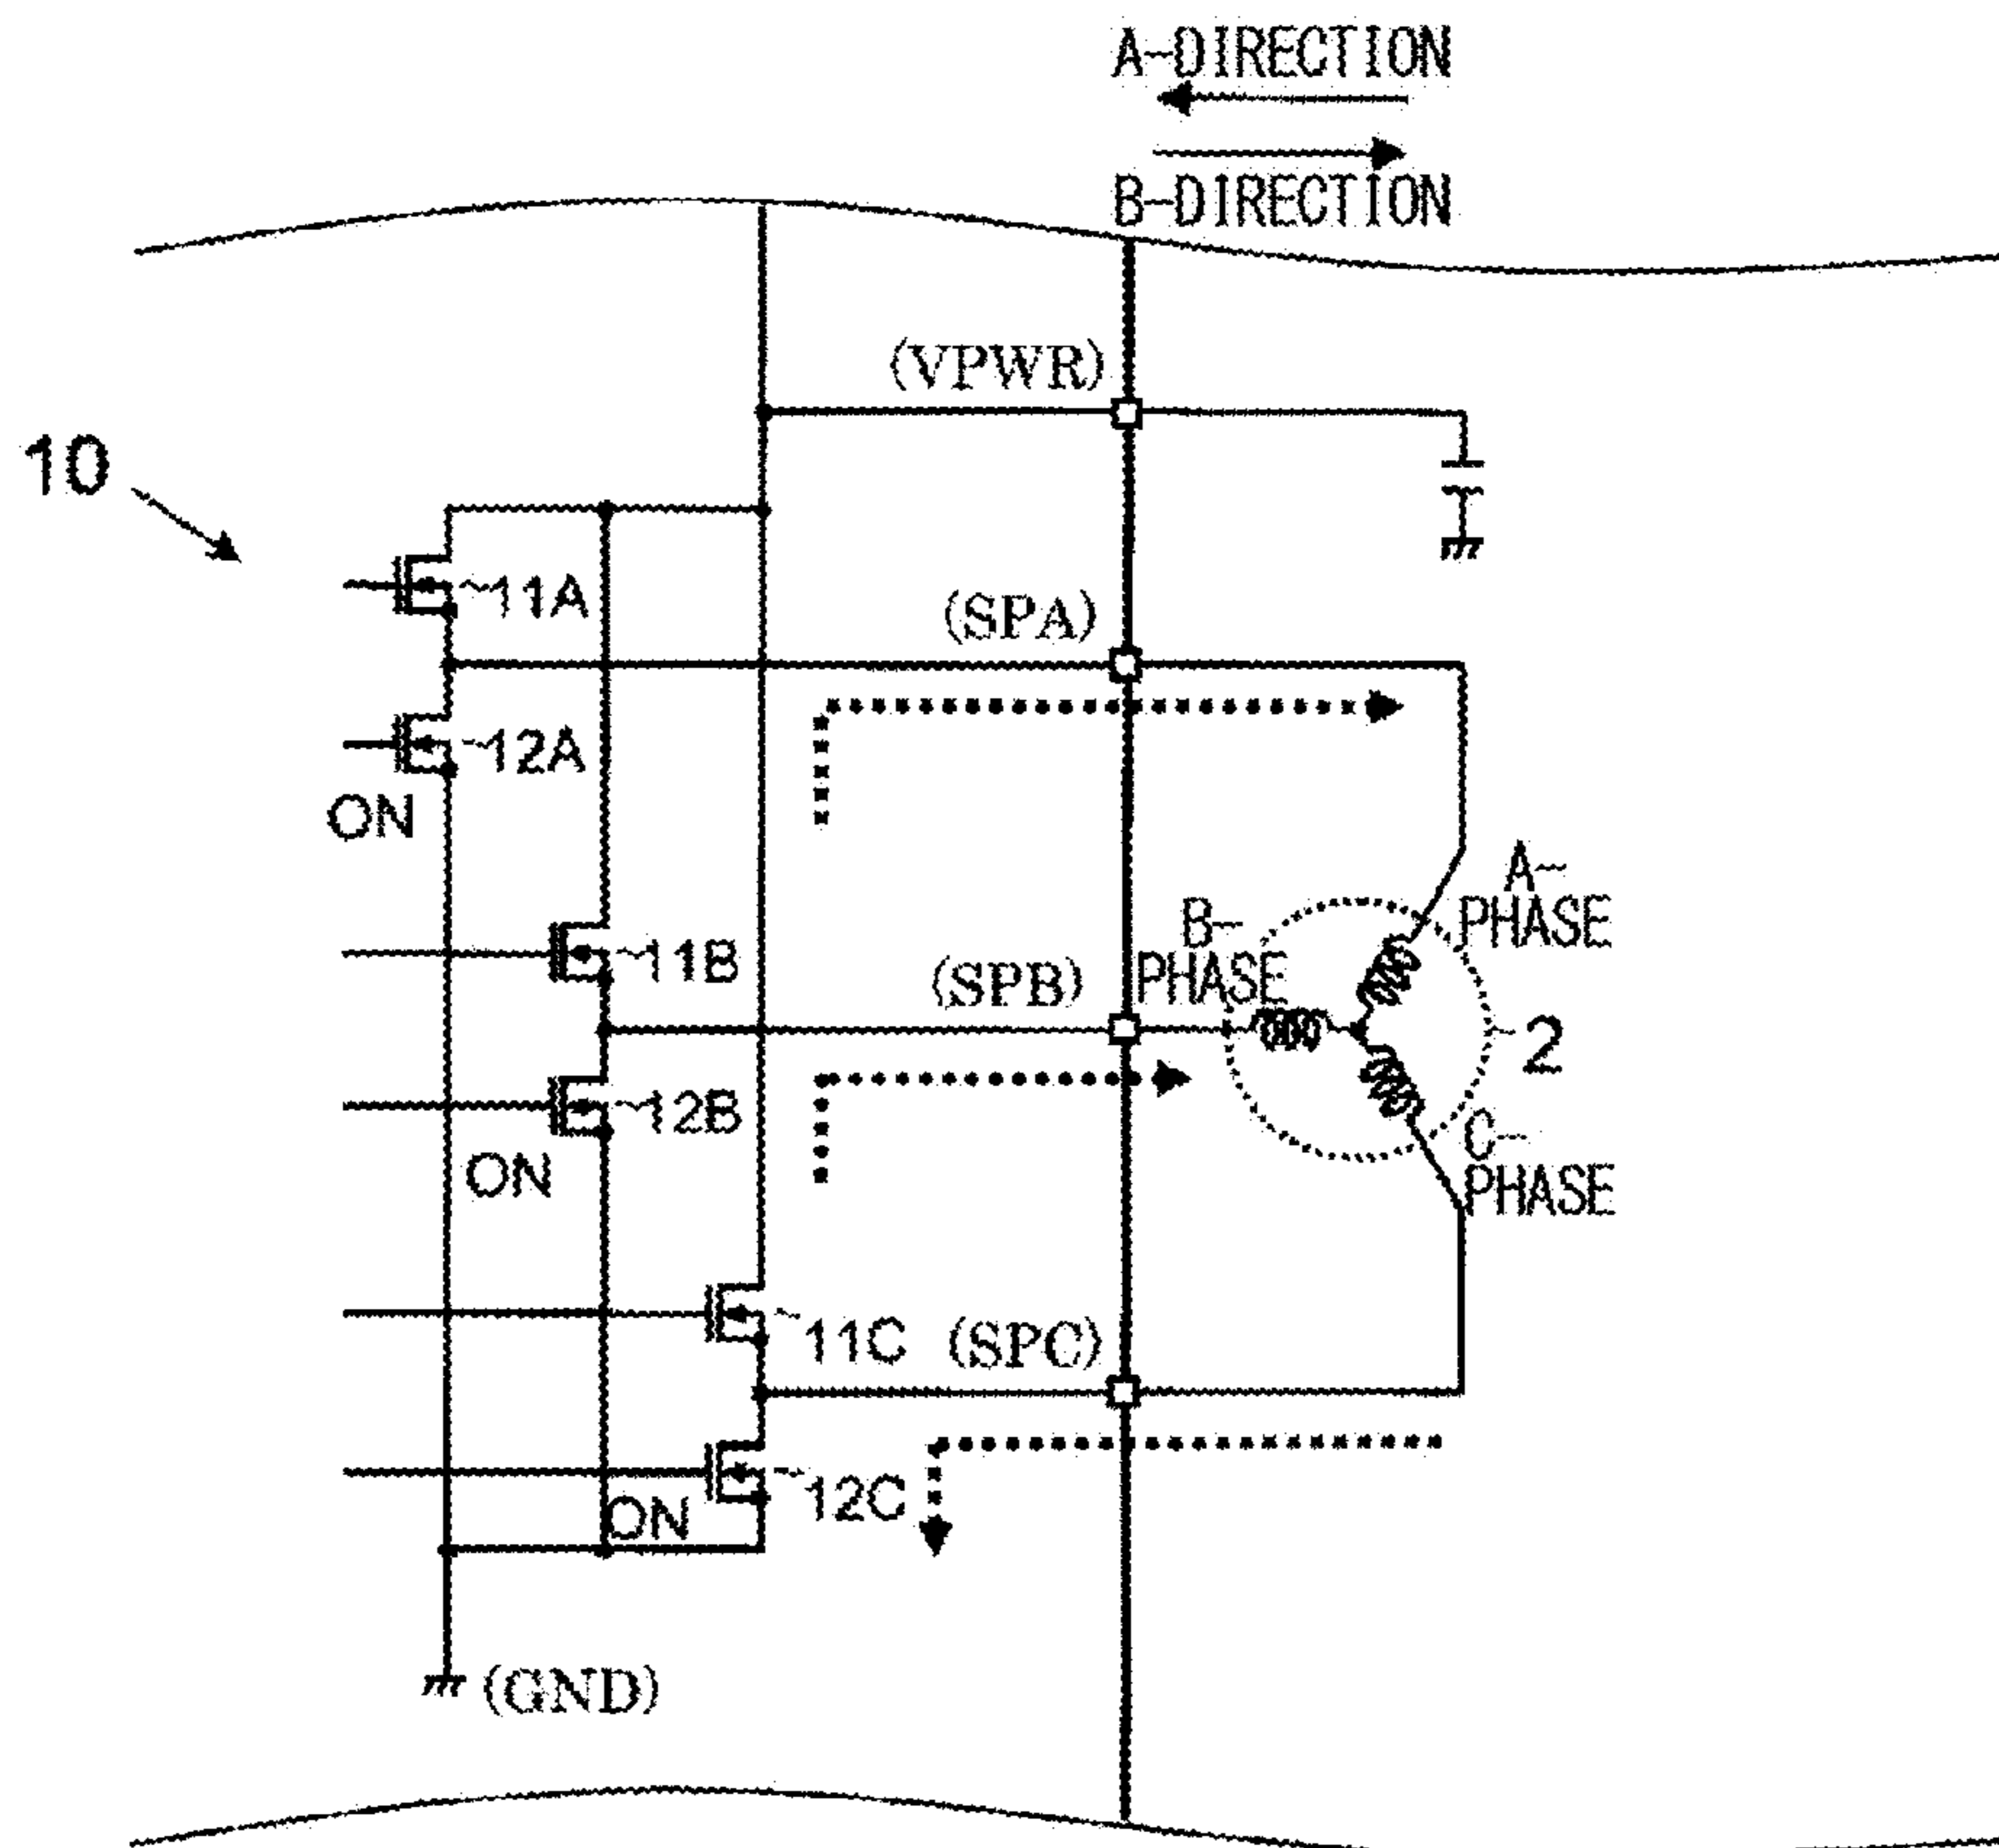 A-DIRECTION
B-DIRECTION
(VPWR)
10
11A
(SPA)
12A
ON
A-
PHASE
B-
PHASE
11B
(SPB)
2
12B
ON
C-
PHASE
11C
(SPC)
12C
ON
(GND)